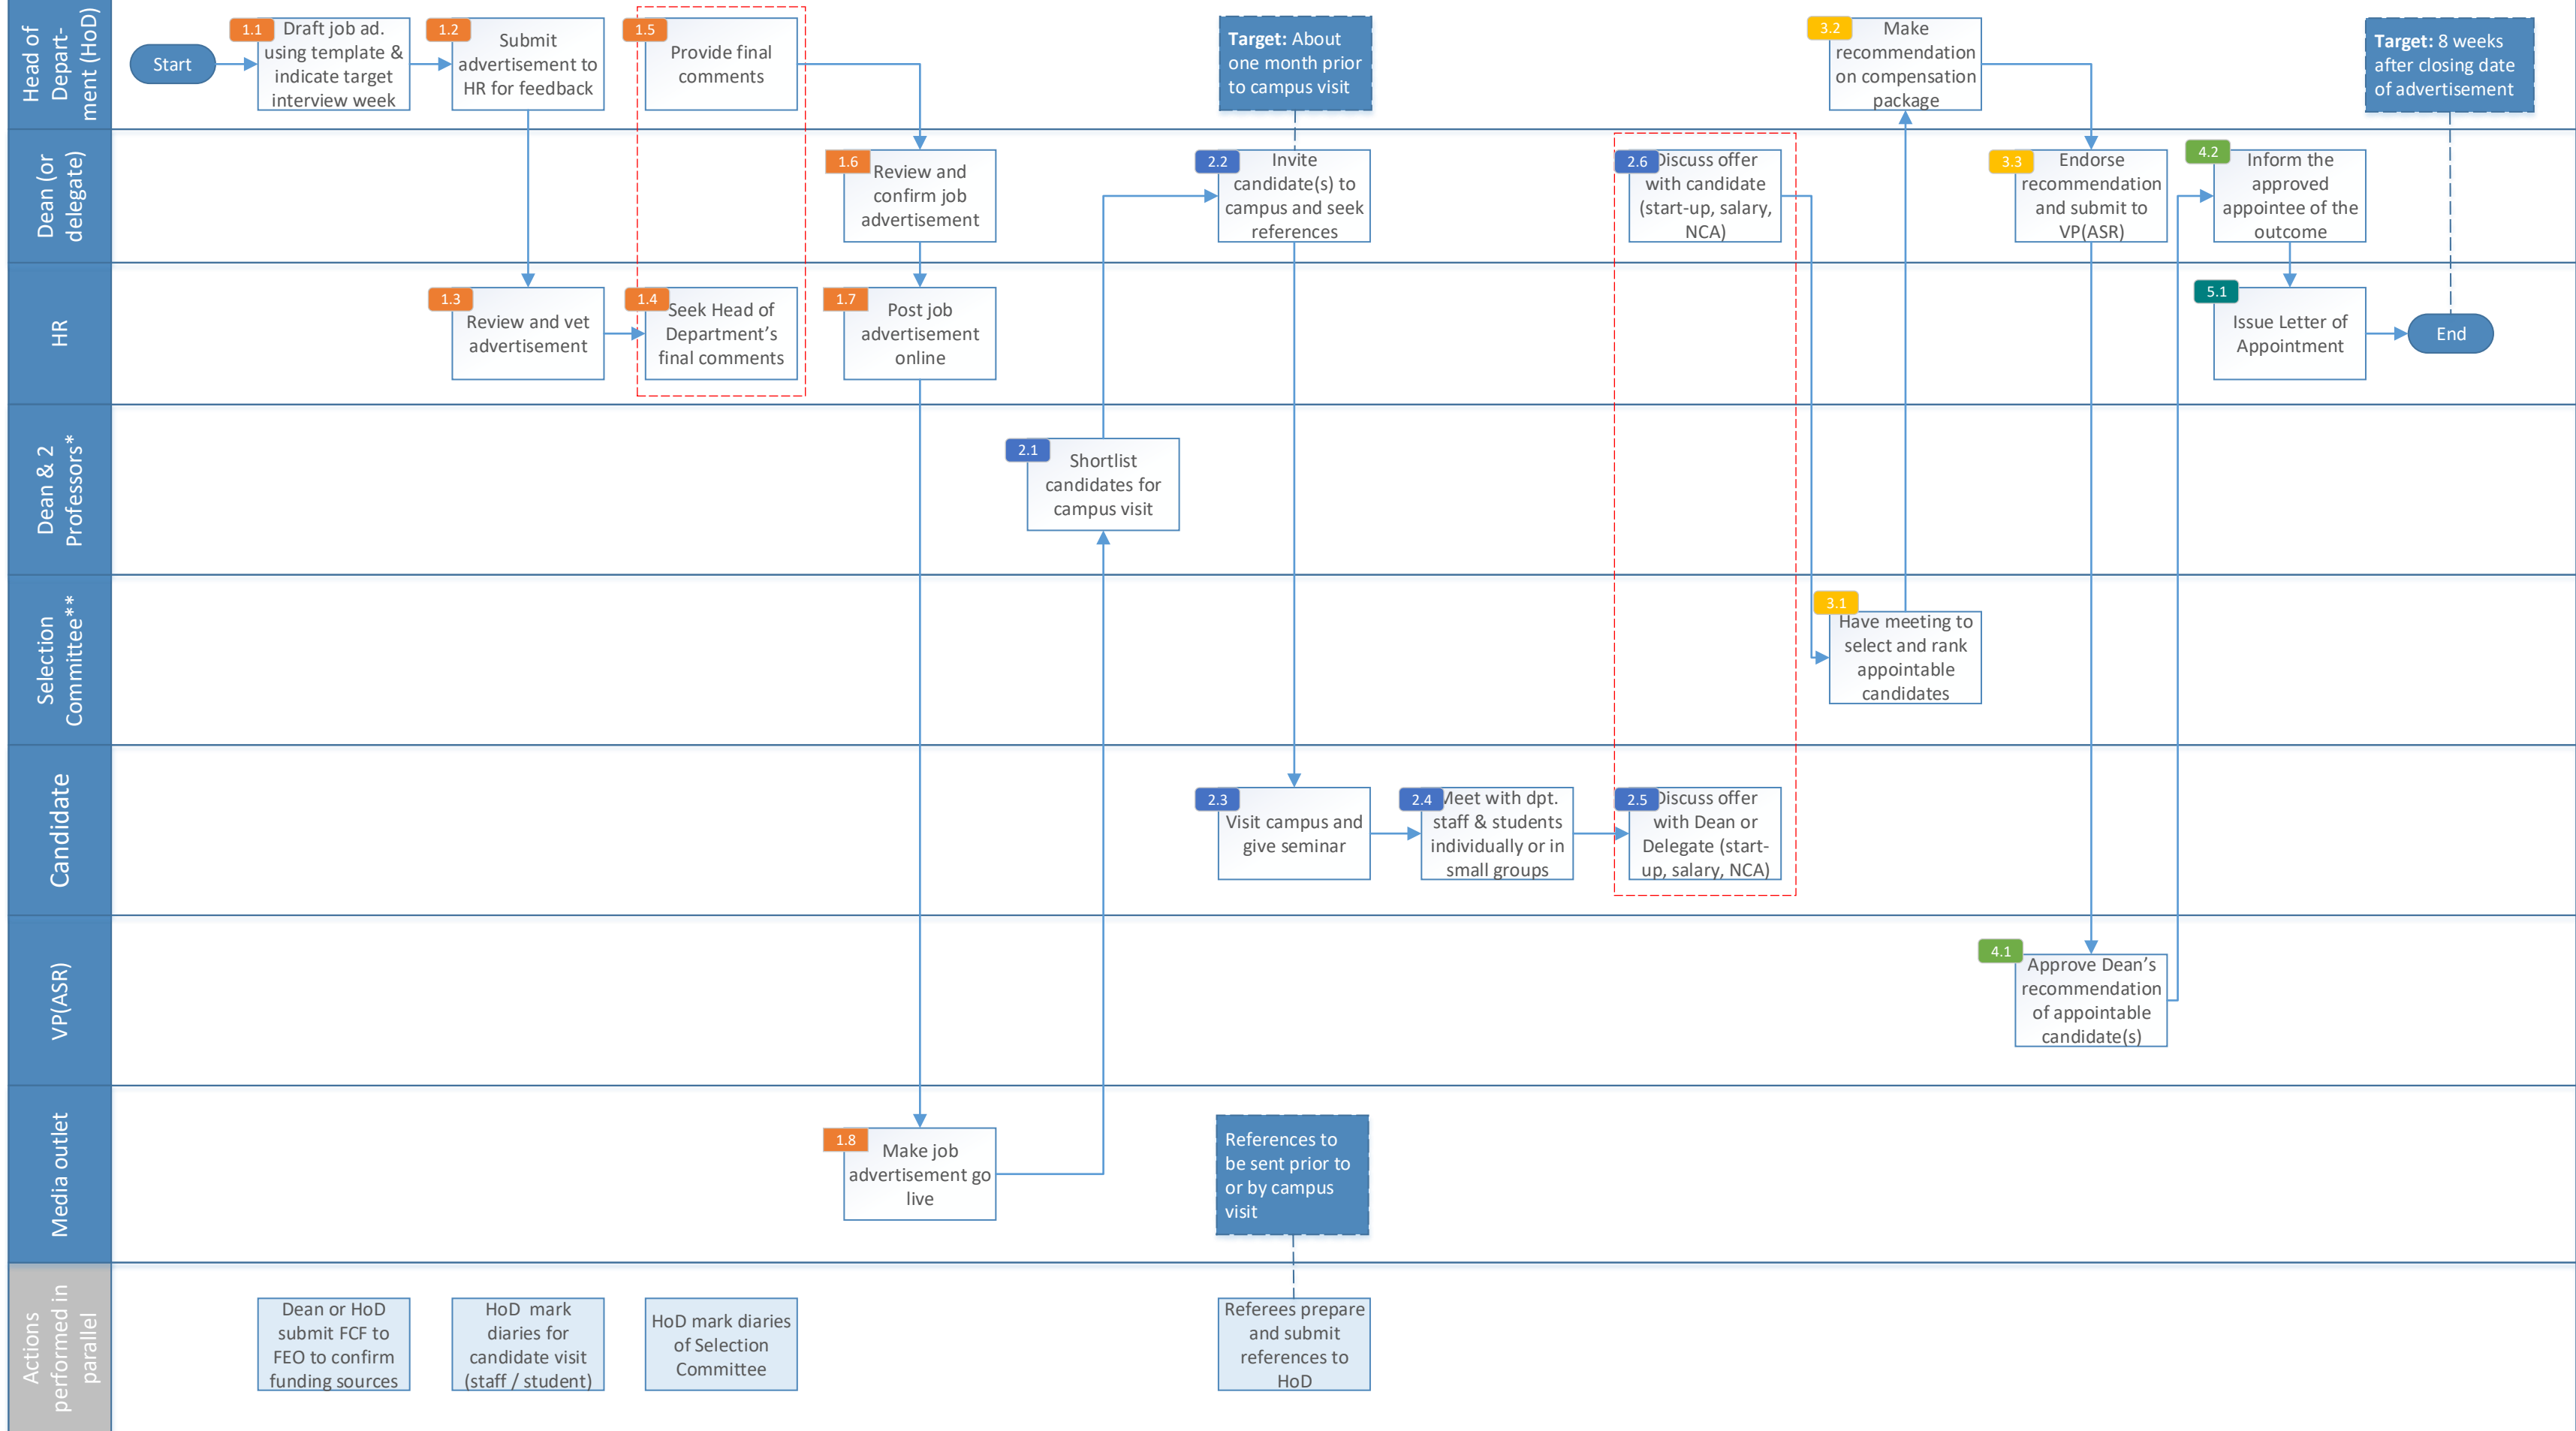 Head of
Depart-
ment (HoD)
Start
1.1
Draft job ad.
using template &
indicate target
interview week
1.2
Submit
advertisement to
HR for feedback
1.5
Provide final
comments
Target: About
one month prior
to campus visit
3.2
Make
recommendation
on compensation
package
Target: 8 weeks
after closing date
of advertisement
Dean (or
delegate)
1.6
Review and
confirm job
advertisement
2.2
Invite
candidate(s) to
campus and seek
references
2.6
Discuss offer
with candidate
(start-up, salary,
NCA)
3.3
Endorse
recommendation
and submit to
VP(ASR)
4.2
Inform the
approved
appointee of the
outcome
HR
1.3
Review and vet
advertisement
1.4
Seek Head of
Department’s
final comments
1.7
Post job
advertisement
online
5.1
Issue Letter of
Appointment
End
Dean & 2
Professors*
2.1
Shortlist
candidates for
campus visit
Selection
Committee**
3.1
Have meeting to
select and rank
appointable
candidates
Candidate
2.3
Visit campus and
give seminar
2.4
Meet with dpt.
staff & students
individually or in
small groups
2.5
Discuss offer
with Dean or
Delegate (start-
up, salary, NCA)
VP(ASR)
4.1
Approve Dean’s
recommendation
of appointable
candidate(s)
Media outlet
1.8
Make job
advertisement go
live
References to
be sent prior to
or by campus
visit
Actions
performed in
parallel
Dean or HoD
submit FCF to
FEO to confirm
funding sources
HoD mark
diaries for
candidate visit
(staff / student)
HoD mark diaries
of Selection
Committee
Referees prepare
and submit
references to
HoD